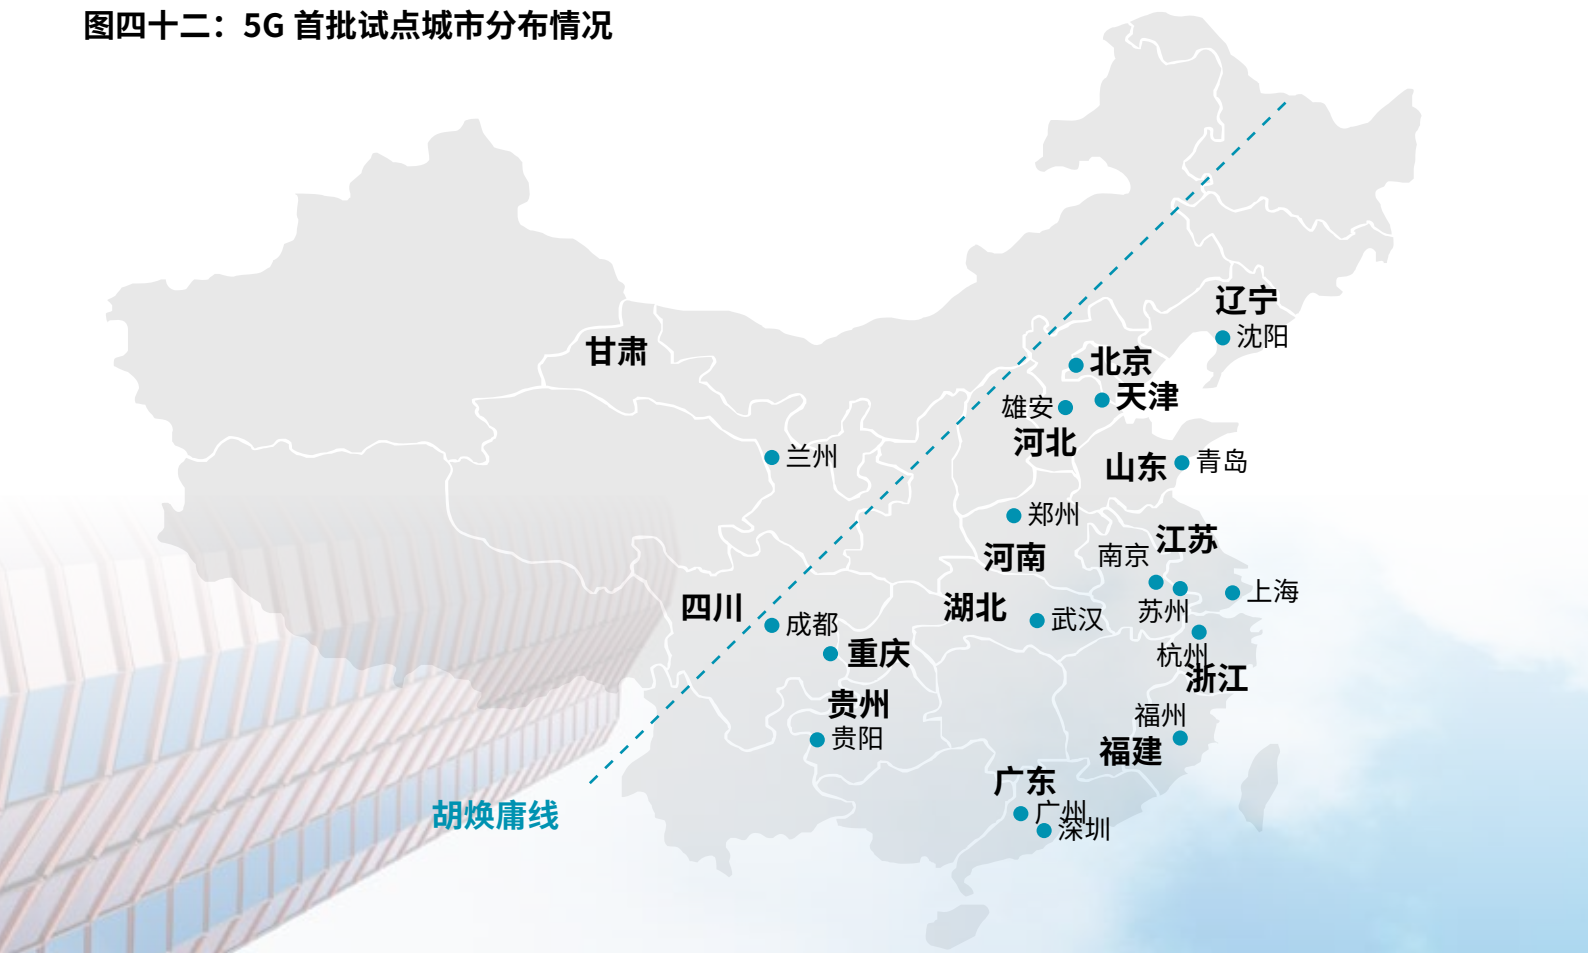 图四十二：5G 首批试点城市分布情况
辽宁
沈阳
甘肃
北京
天津
雄安
河北
兰州
山东
青岛
郑州
江苏
南京
河南
上海
四川
湖北
苏州
成都
武汉
重庆
杭州
浙江
贵州
福州
贵阳
福建
广东
广州
深圳
胡焕庸线